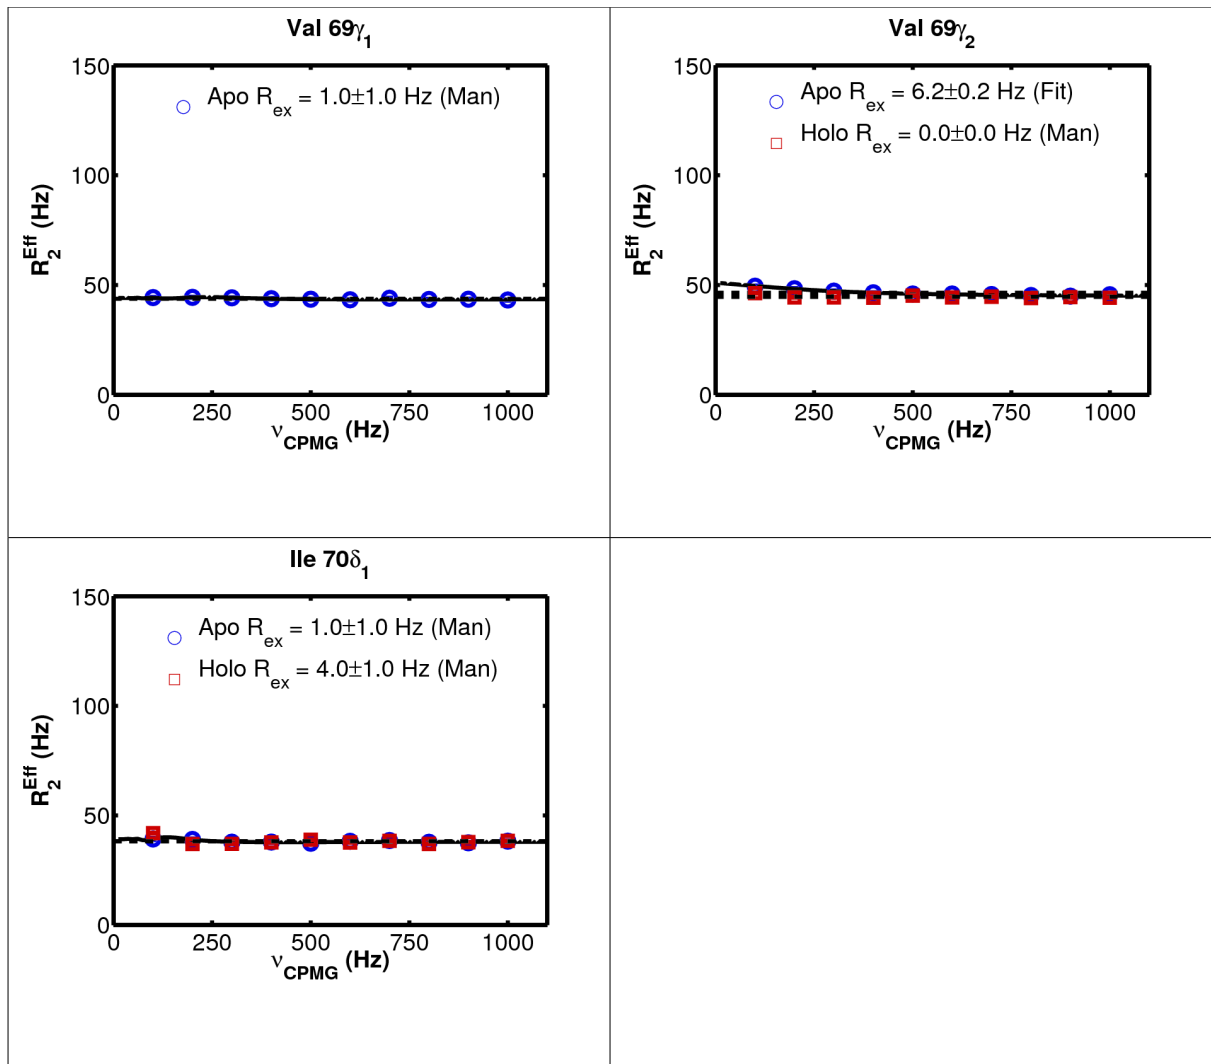 Val 69γ1
150
100
50
0
R2Eff (Hz)
Apo Rex = 1.0±1.0 Hz (Man)
0 250 500 750 1000
νCPMG (Hz)
Val 69γ2
150
100
50
0
R2Eff (Hz)
Apo Rex = 6.2±0.2 Hz (Fit)
Holo Rex = 0.0±0.0 Hz (Man)
0 250 500 750 1000
νCPMG (Hz)
Ile 70δ1
150
100
50
0
R2Eff (Hz)
Apo Rex = 1.0±1.0 Hz (Man)
Holo Rex = 4.0±1.0 Hz (Man)
0 250 500 750 1000
νCPMG (Hz)